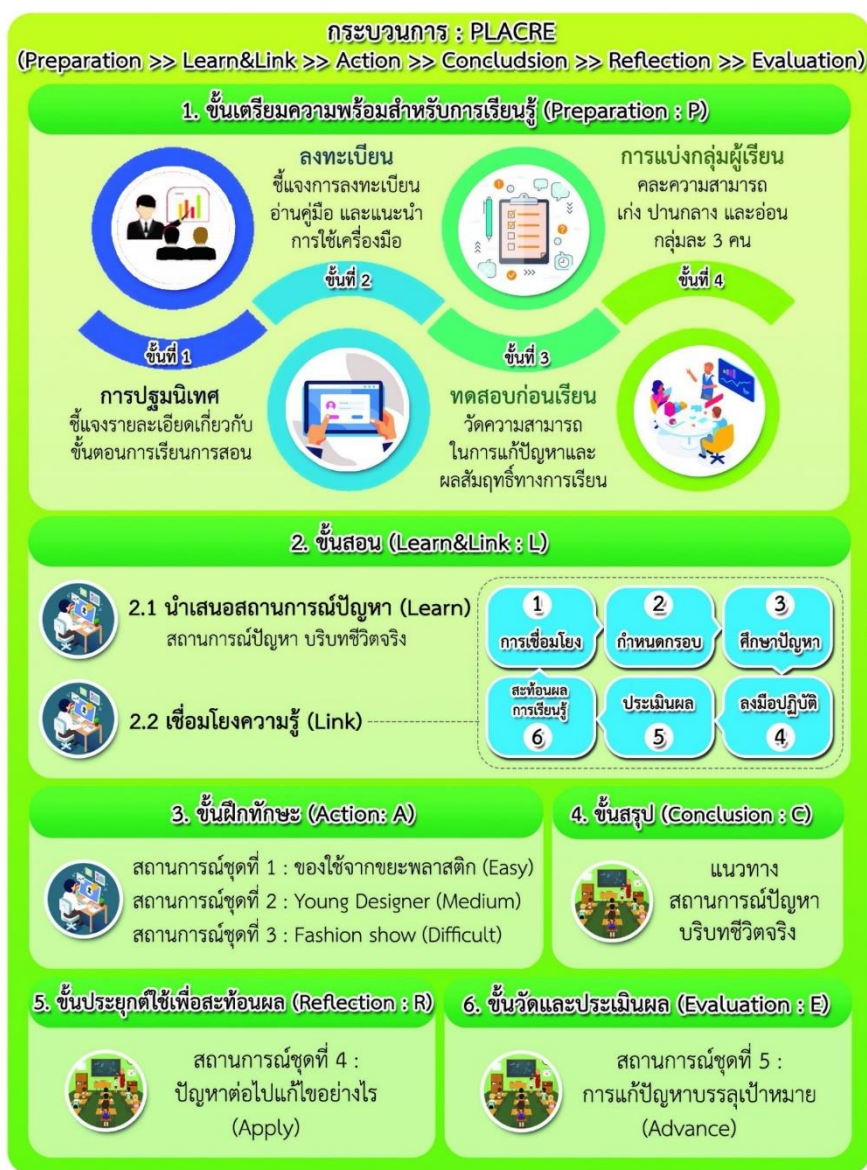 กระบวนการ : PLACRE
(Preparation >> Learn&Link >> Action >> Concludsion >> Reflection >> Evaluation)
1. ขั้นเตรียมความพร้อมสำหรับการเรียนรู้ (Preparation : P)
ขั้นที่ 1
การปฐมนิเทศ
ชี้แจงรายละเอียดเกี่ยวกับ
ขั้นตอนการเรียนการสอน
ลงทะเบียน
ชี้แจงการลงทะเบียน
อ่านคู่มือ และแนะนำ
การใช้เครื่องมือ
ขั้นที่ 2
ขั้นที่ 3
ทดสอบก่อนเรียน
วัดความสามารถ
ในการแก้ปัญหาและ
ผลสัมฤทธิ์ทางการเรียน
การแบ่งกลุ่มผู้เรียน
คละความสามารถ
เก่ง ปานกลาง และอ่อน
กลุ่มละ 3 คน
ขั้นที่ 4
2. ขั้นสอน (Learn&Link : L)
2.1 นำเสนอสถานการณ์ปัญหา (Learn)
สถานการณ์ปัญหา บริบทชีวิตจริง
2.2 เชื่อมโยงความรู้ (Link)
1
การเชื่อมโยง
2
กำหนดกรอบ
3
ศึกษาปัญหา
ลงมือปฏิบัติ
4
ประเมินผล
5
สะท้อนผล
การเรียนรู้
6
3. ขั้นฝึกทักษะ (Action: A)
สถานการณ์ชุดที่ 1 : ของใช้จากขยะพลาสติก (Easy)
สถานการณ์ชุดที่ 2 : Young Designer (Medium)
สถานการณ์ชุดที่ 3 : Fashion show (Difficult)
4. ขั้นสรุป (Conclusion : C)
แนวทาง
สถานการณ์ปัญหา
บริบทชีวิตจริง
5. ขั้นประยุกต์ใช้เพื่อสะท้อนผล (Reflection : R)
สถานการณ์ชุดที่ 4 :
ปัญหาต่อไปแก้ไขอย่างไร
(Apply)
6. ขั้นวัดและประเมินผล (Evaluation : E)
สถานการณ์ชุดที่ 5 :
การแก้ปัญหาบรรลุเป้าหมาย
(Advance)